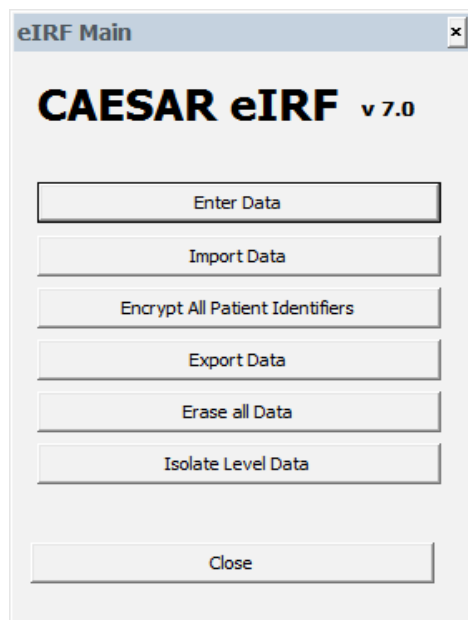 eIRF Main
×
CAESAR eIRF v 7.0
Enter Data
Import Data
Encrypt All Patient Identifiers
Export Data
Erase all Data
Isolate Level Data
Close